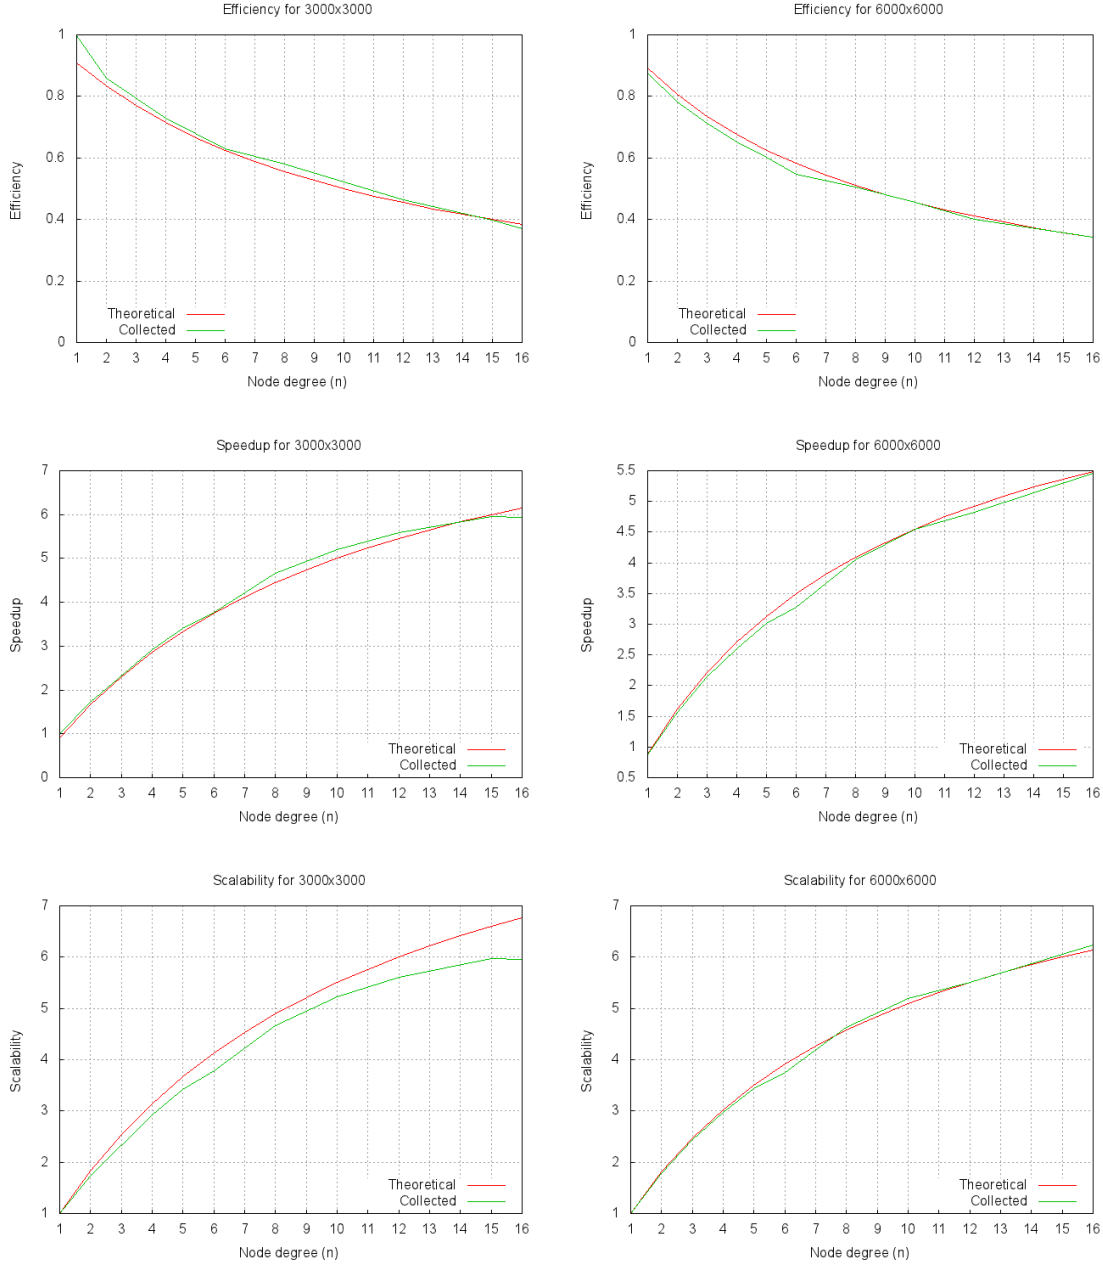 Efficiency for 3000x3000
1
0.8
0.6
0.4
0.2
0
Efficiency
Theoretical
Collected
1 2 3 4 5 6 7 8 9 10 11 12 13 14 15 16
Node degree (n)
Efficiency for 6000x6000
1
0.8
0.6
0.4
0.2
0
Efficiency
Theoretical
Collected
1 2 3 4 5 6 7 8 9 10 11 12 13 14 15 16
Node degree (n)
Speedup for 3000x3000
7
6
5
4
3
2
1
0
Speedup
Theoretical
Collected
1 2 3 4 5 6 7 8 9 10 11 12 13 14 15 16
Node degree (n)
Speedup for 6000x6000
5.5
5
4.5
4
3.5
3
2.5
2
1.5
1
0.5
Speedup
Theoretical
Collected
1 2 3 4 5 6 7 8 9 10 11 12 13 14 15 16
Node degree (n)
Scalability for 3000x3000
7
6
5
4
3
2
1
Scalability
Theoretical
Collected
1 2 3 4 5 6 7 8 9 10 11 12 13 14 15 16
Node degree (n)
Scalability for 6000x6000
7
6
5
4
3
2
1
Scalability
Theoretical
Collected
1 2 3 4 5 6 7 8 9 10 11 12 13 14 15 16
Node degree (n)